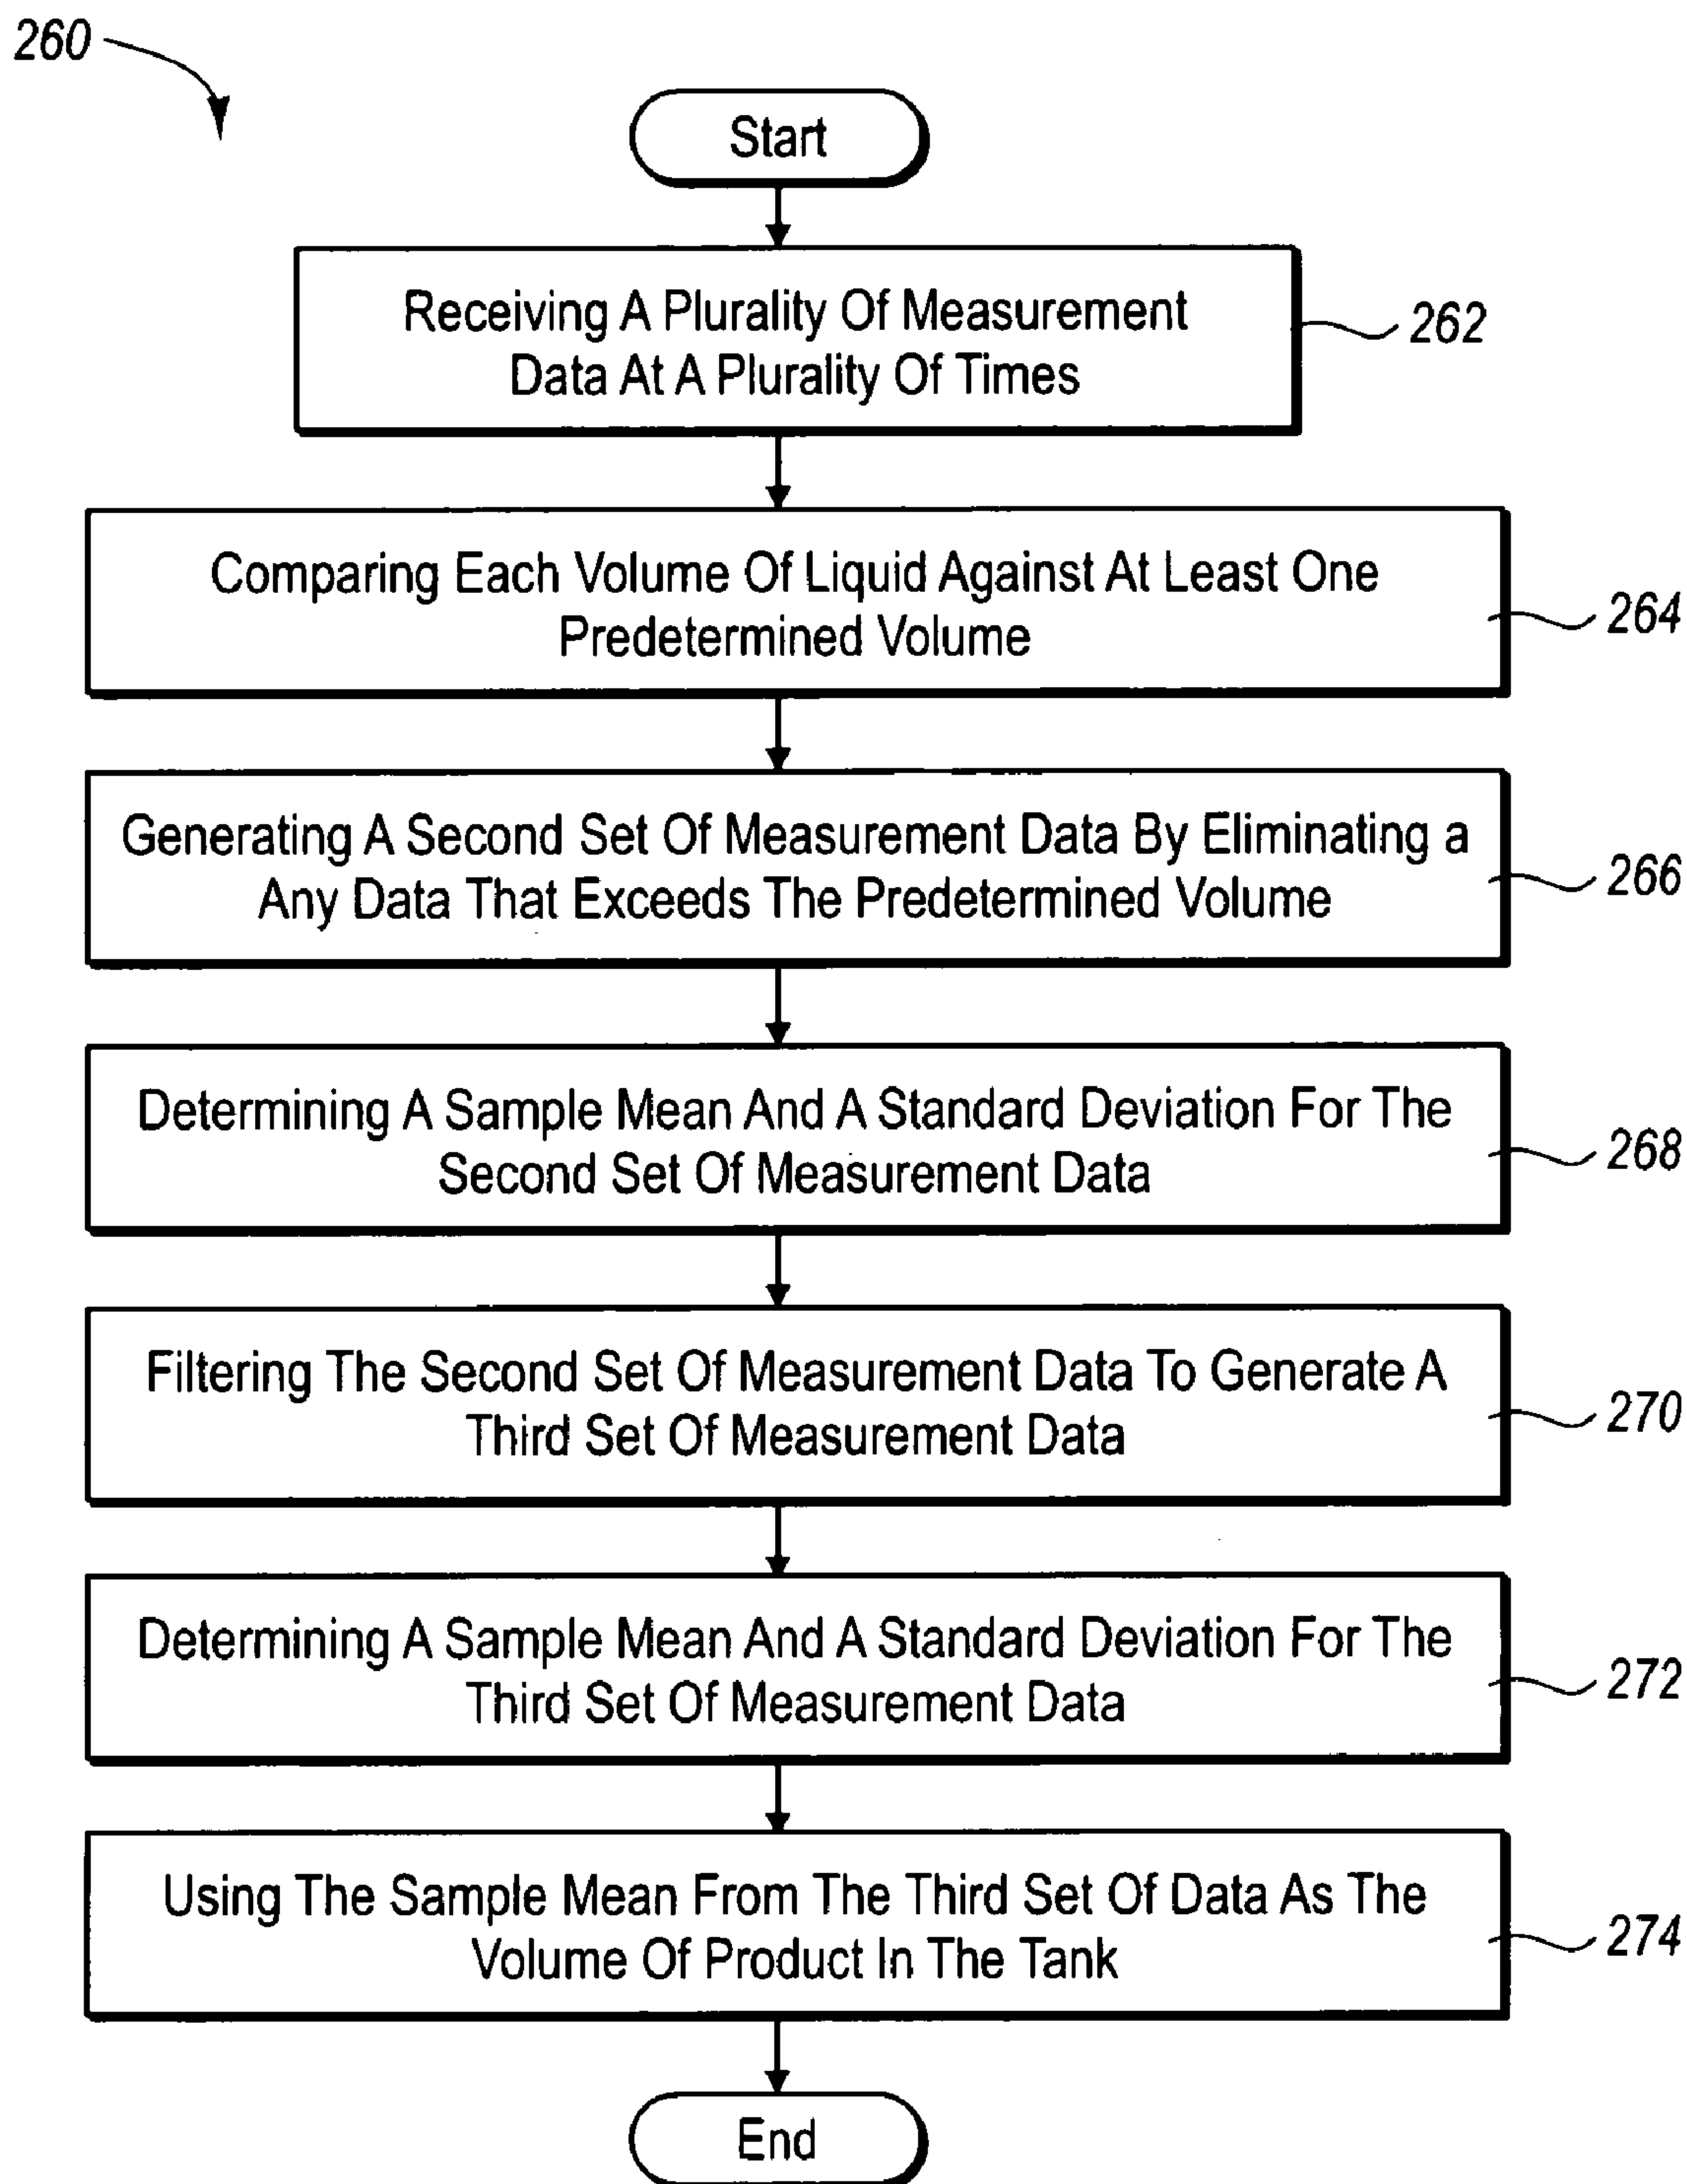 260
Start
Receiving A Plurality Of Measurement
Data At A Plurality Of Times
262
Comparing Each Volume Of Liquid Against At Least One
Predetermined Volume
264
Generating A Second Set Of Measurement Data By Eliminating a
Any Data That Exceeds The Predetermined Volume
266
Determining A Sample Mean And A Standard Deviation For The
Second Set Of Measurement Data
268
Filtering The Second Set Of Measurement Data To Generate A
Third Set Of Measurement Data
270
Determining A Sample Mean And A Standard Deviation For The
Third Set Of Measurement Data
272
Using The Sample Mean From The Third Set Of Data As The
Volume Of Product In The Tank
274
End